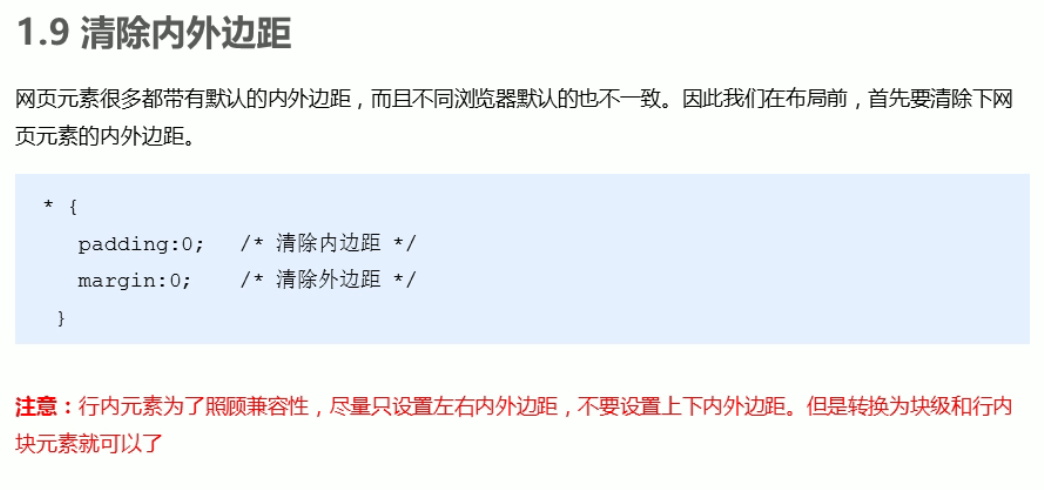 1.9 清除内外边距
网页元素很多都带有默认的内外边距，而且不同浏览器默认的也不一致。因此我们在布局前，首先要清除下网
页元素的内外边距。
* {
padding:0; /* 清除内边距 */
margin:0; /* 清除外边距 */
}
注意：行内元素为了照顾兼容性，尽量只设置左右内外边距，不要设置上下内外边距。但是转换为块级和行内
块元素就可以了